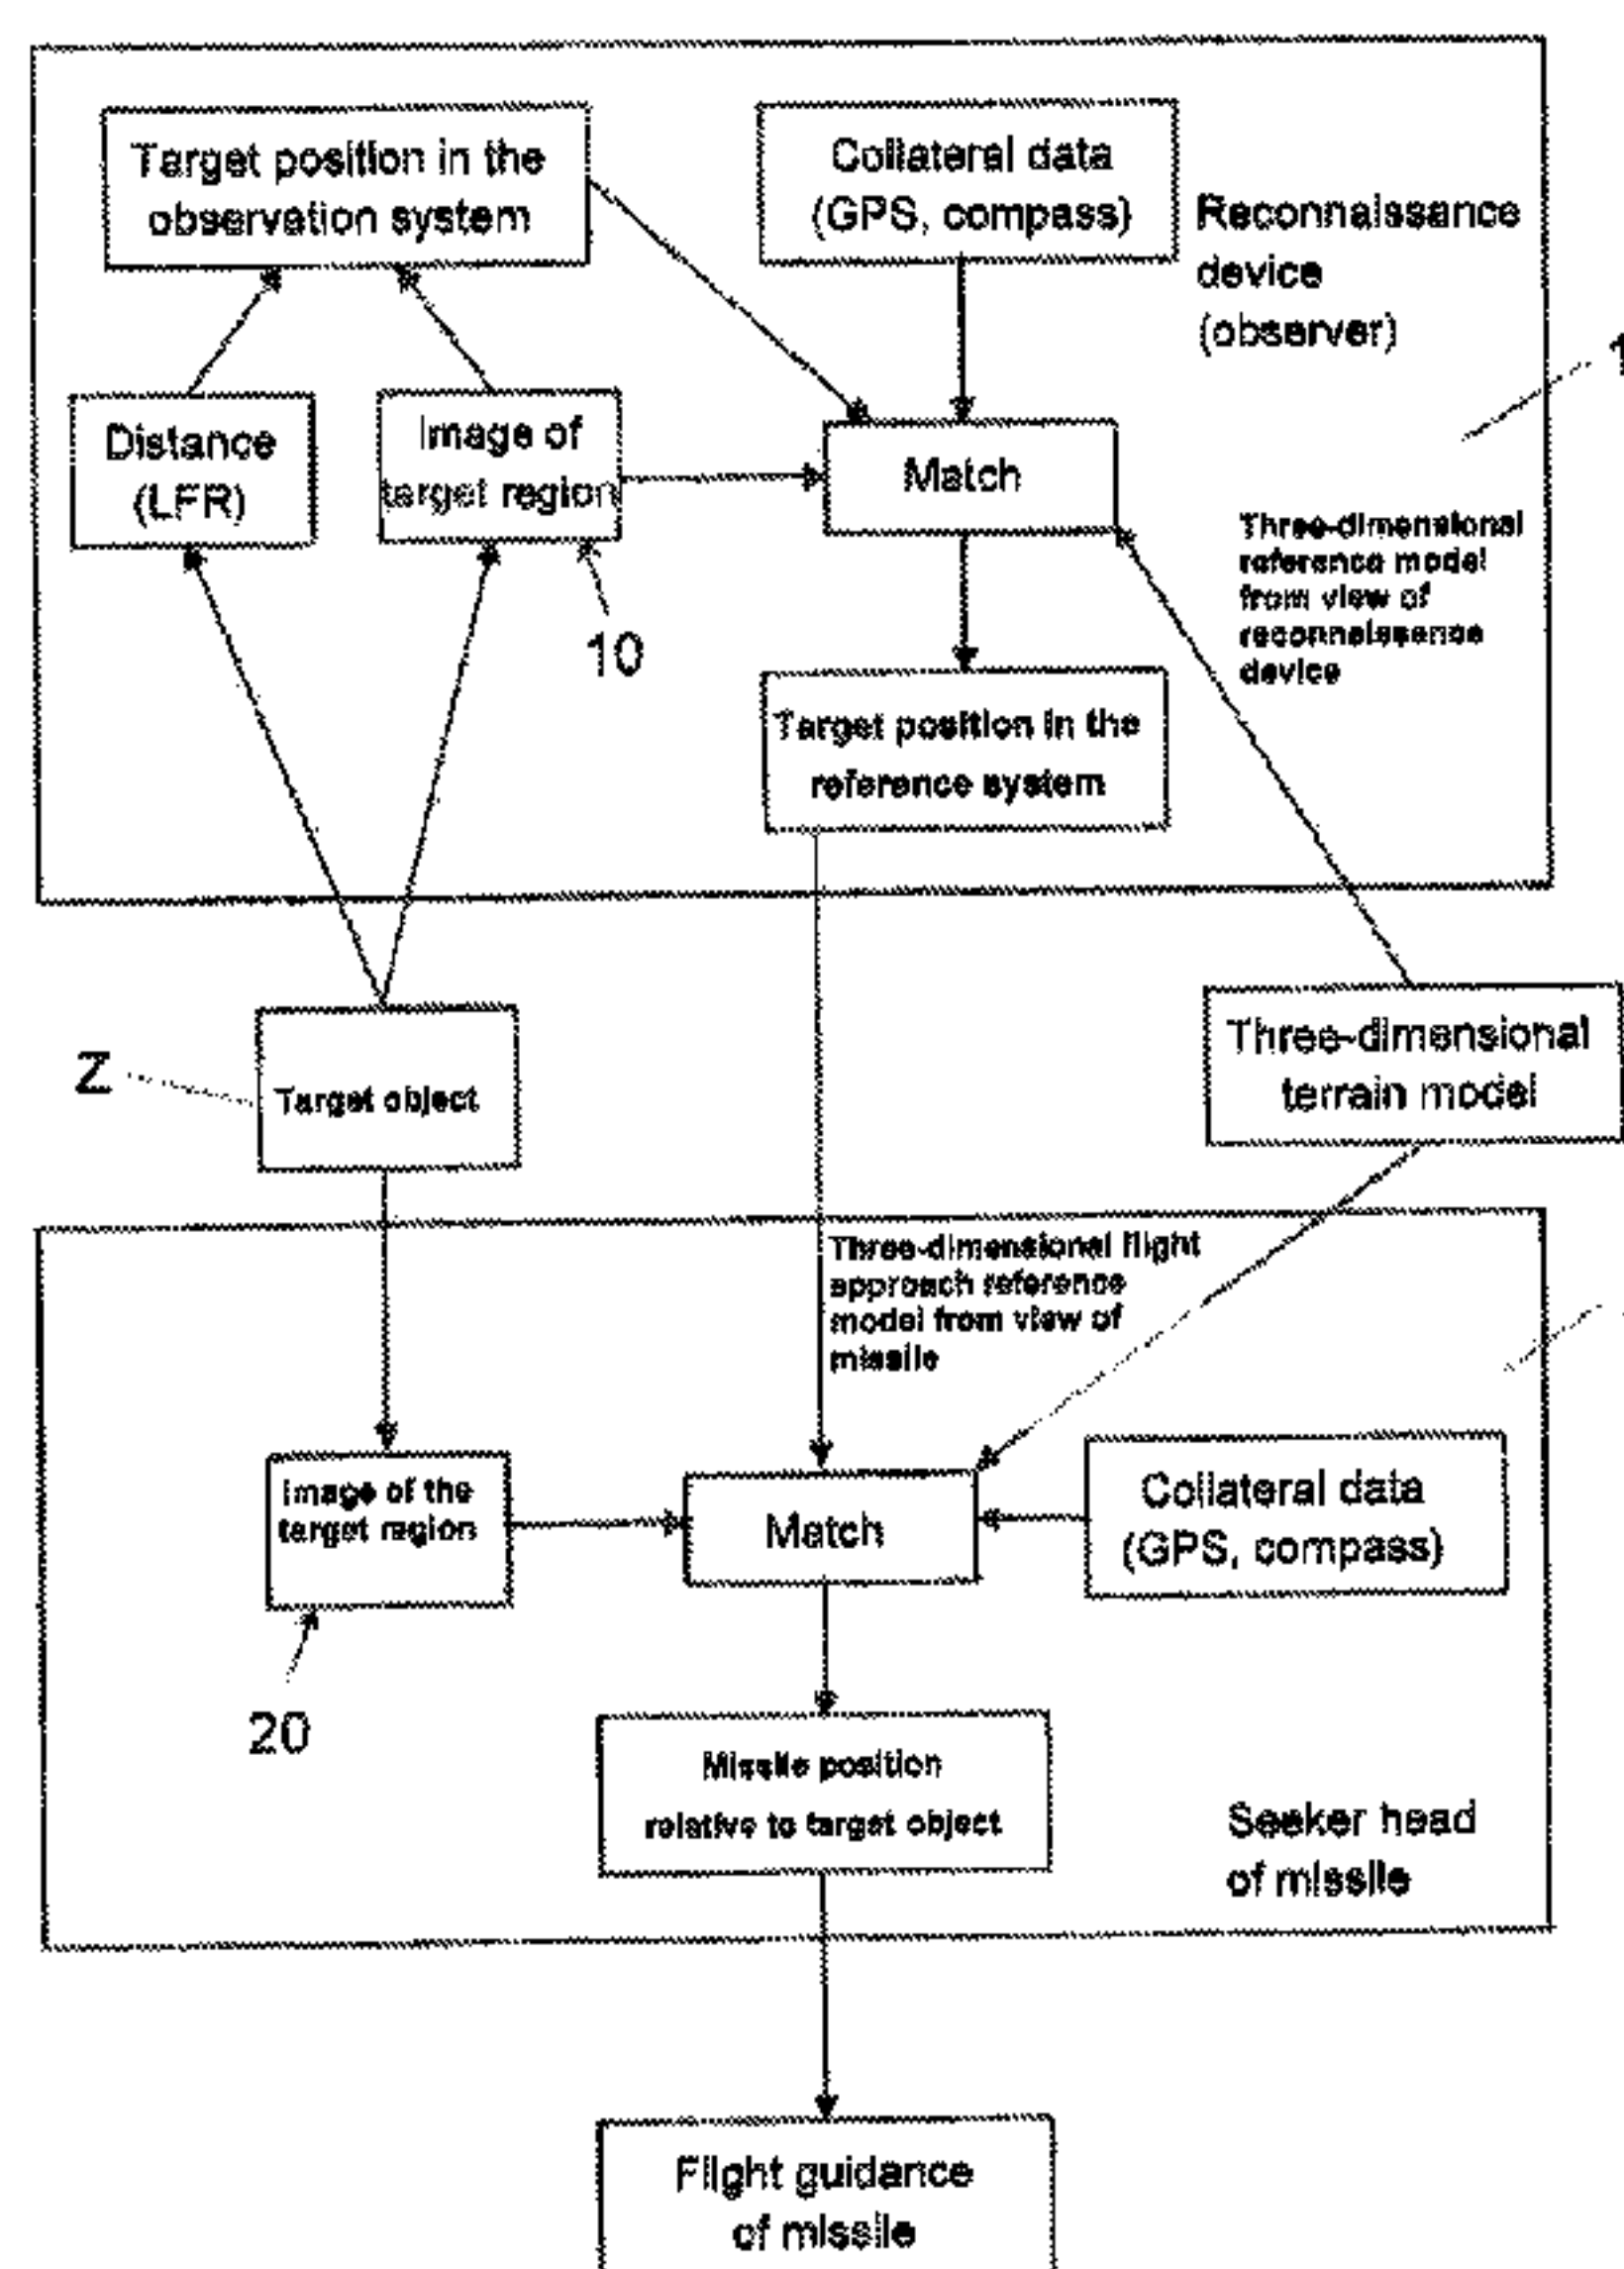 Target position in the
observation system
Collateral data
(GPS, compass)
Reconnaissance
device
(observer)
1
Distance
(LFR)
Image of
target region
Match
Three-dimensional
reference model
from view of
reconnaissance
device
10
Target position in the
reference system
Z
Target object
Three-dimensional
terrain model
Three-dimensional flight
approach reference
model from view of
missile
Image of the
target region
Match
Collateral data
(GPS, compass)
20
Missile position
relative to target object
Seeker head
of missile
Flight guidance
of missile